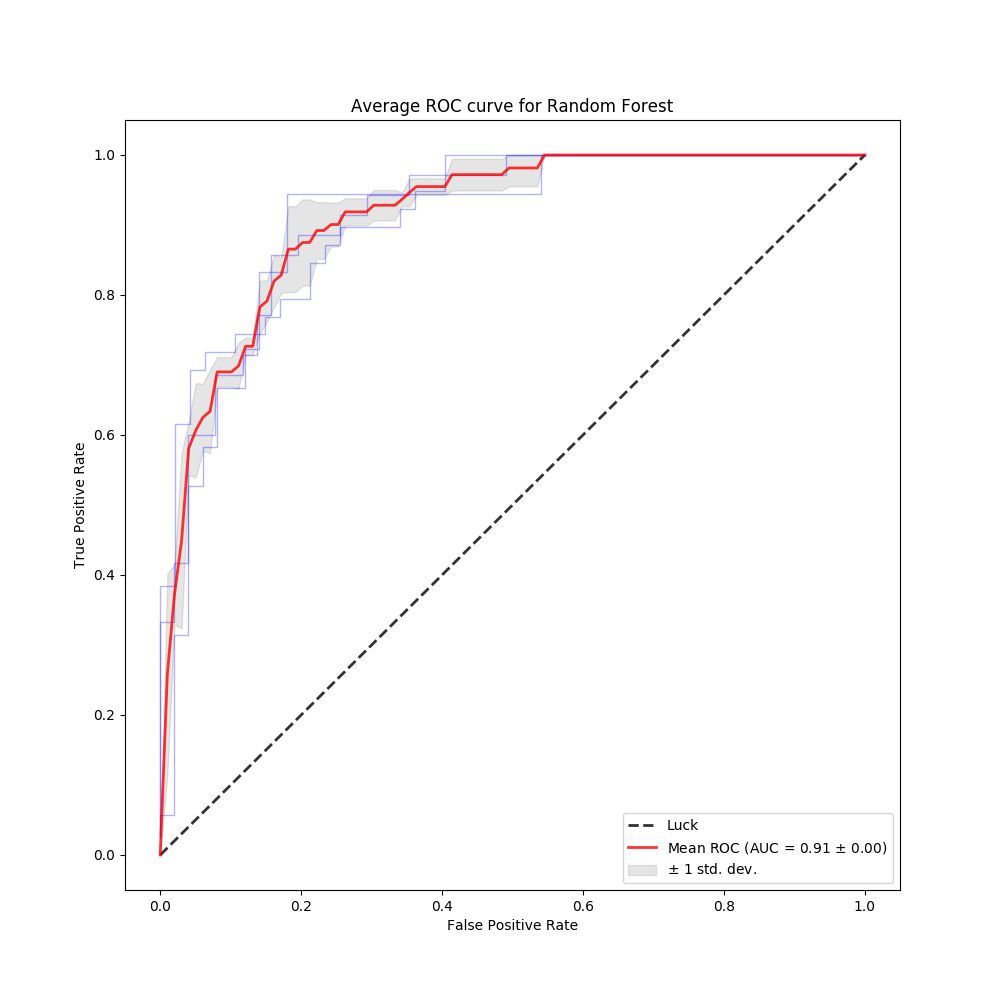 Average ROC curve for Random Forest
1.0
0.8
0.6
0.4
0.2
0.0
True Positive Rate
0.0 0.2 0.4 0.6 0.8 1.0
False Positive Rate
Luck
Mean ROC (AUC = 0.91 ± 0.00)
± 1 std. dev.